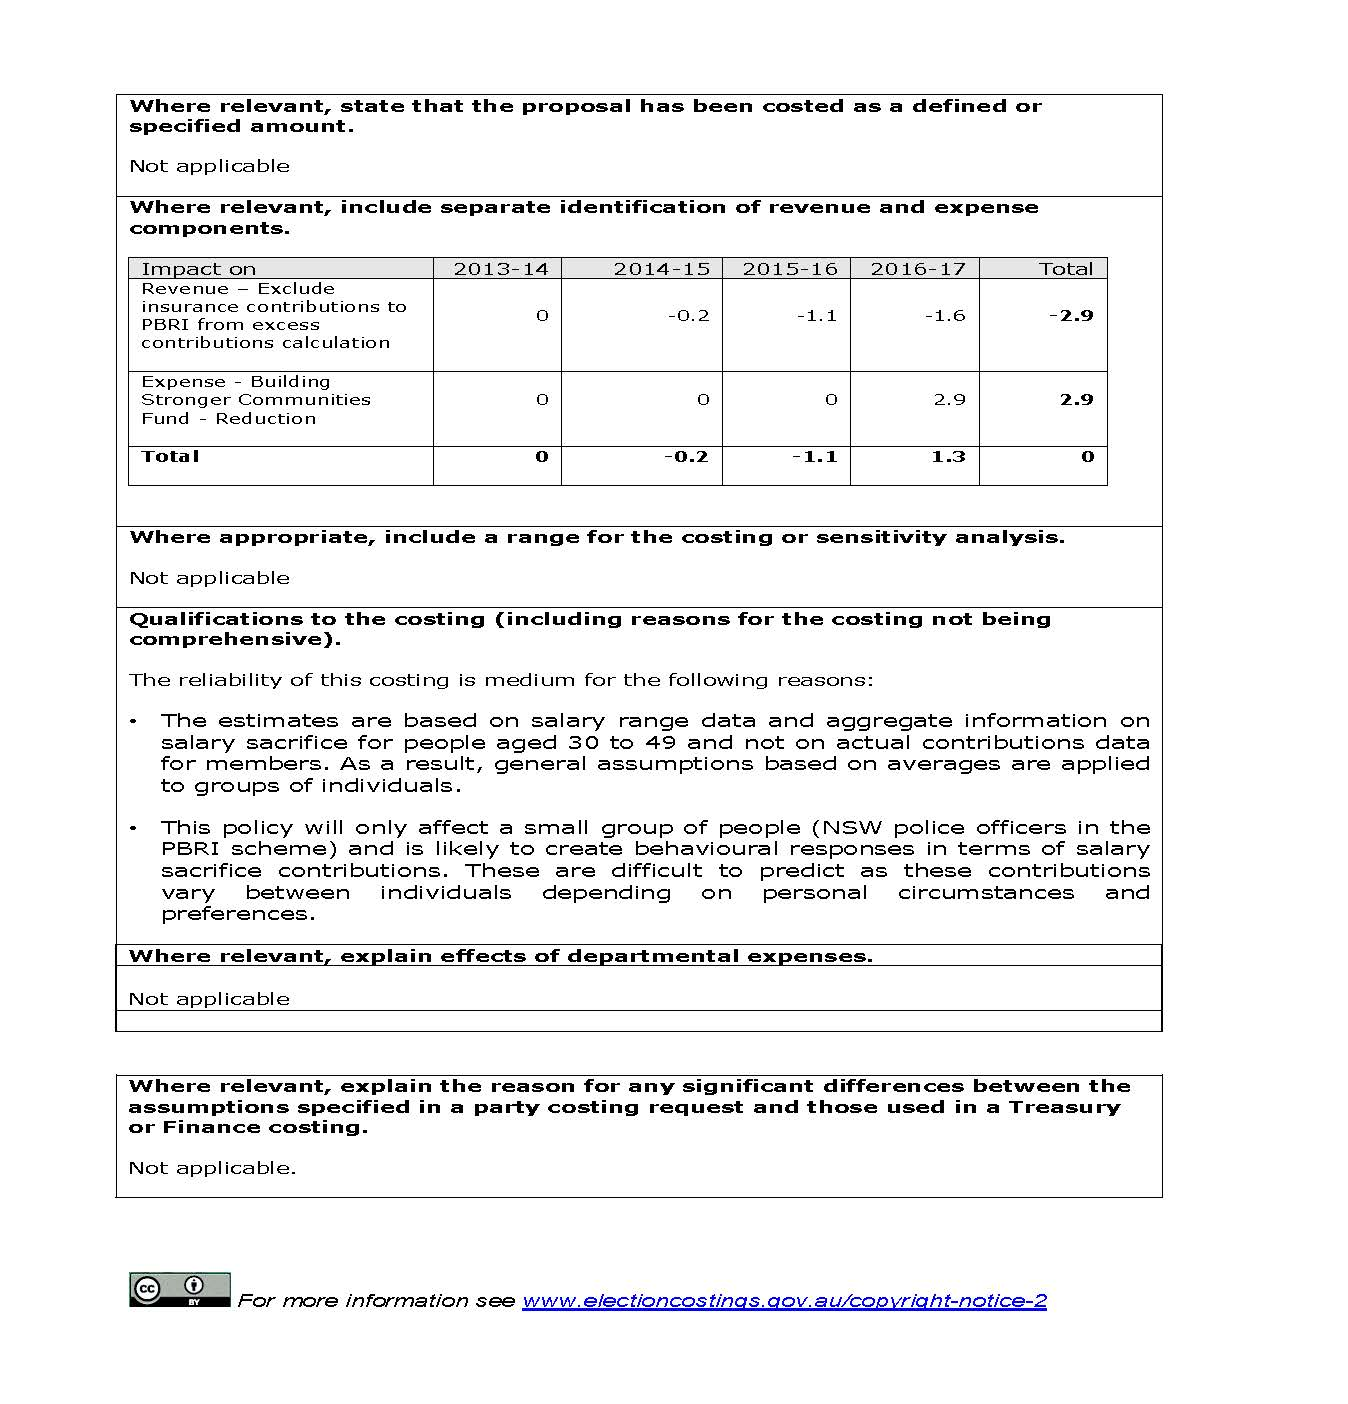 Where relevant, state that the proposal has been costed as a defined or
specified amount.
Not applicable
Where relevant, include separate identification of revenue and expense
components.
Impact on 2013-14 2014-15 2015-16 2016-17 Total
Revenue – Exclude
insurance contributions to
PBRI from excess
contributions calculation
0 -0.2 -1.1 -1.6 -2.9
Expense - Building
Stronger Communities
Fund - Reduction
0 0 0 2.9 2.9
Total 0 -0.2 -1.1 1.3 0
Where appropriate, include a range for the costing or sensitivity analysis.
Not applicable
Qualifications to the costing (including reasons for the costing not being
comprehensive).
The reliability of this costing is medium for the following reasons:
• The estimates are based on salary range data and aggregate information on
salary sacrifice for people aged 30 to 49 and not on actual contributions data
for members. As a result, general assumptions based on averages are applied
to groups of individuals.
• This policy will only affect a small group of people (NSW police officers in the
PBRI scheme) and is likely to create behavioural responses in terms of salary
sacrifice contributions. These are difficult to predict as these contributions
vary between individuals depending on personal circumstances and
preferences.
Where relevant, explain effects of departmental expenses.
Not applicable
Where relevant, explain the reason for any significant differences between the
assumptions specified in a party costing request and those used in a Treasury
or Finance costing.
Not applicable.
cc BY For more information see www.electioncostings.gov.au/copyright-notice-2